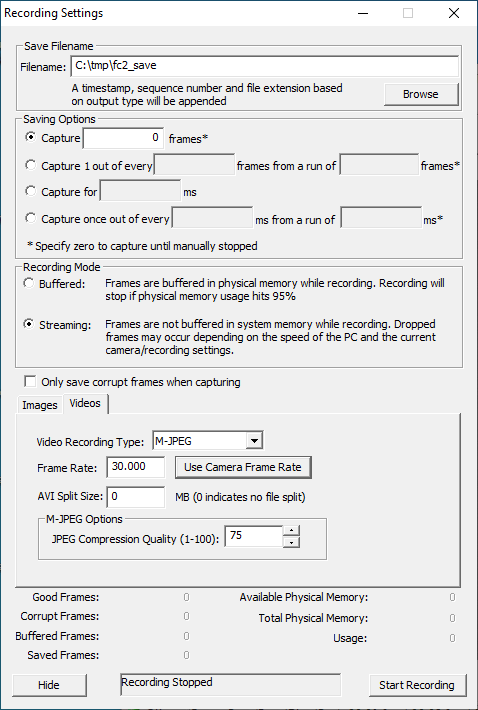 Recording Settings
Save Filename
Filename: C:\tmp\fc2_save
A timestamp, sequence number and file extension based
on output type will be appended
Browse
Saving Options
Capture 0 frames*
Capture 1 out of every frames from a run of frames*
Capture for ms
Capture once out of every ms from a run of ms*
* Specify zero to capture until manually stopped
Recording Mode
Buffered: Frames are buffered in physical memory while recording. Recording will
stop if physical memory usage hits 95%
Streaming: Frames are not buffered in system memory while recording. Dropped
frames may occur depending on the speed of the PC and the current
camera/recording settings.
Only save corrupt frames when capturing
Images Videos
Video Recording Type: M-JPEG
Frame Rate: 30.000 Use Camera Frame Rate
AVI Split Size: 0 MB (0 indicates no file split)
M-JPEG Options
JPEG Compression Quality (1-100): 75
Good Frames: 0 Available Physical Memory: 0
Corrupt Frames: 0 Total Physical Memory: 0
Buffered Frames: 0 Usage: 0
Saved Frames: 0
Hide Recording Stopped Start Recording